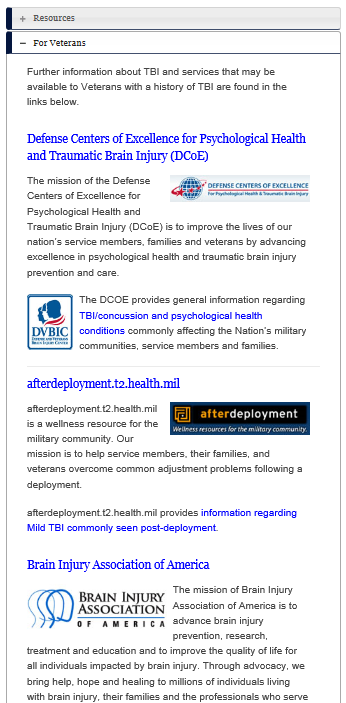 + Resources
− For Veterans
Further information about TBI and services that may be
available to Veterans with a history of TBI are found in the
links below.
Defense Centers of Excellence for Psychological Health
and Traumatic Brain Injury (DCoE)
The mission of the Defense
Centers of Excellence for
Psychological Health and
DEFENSE CENTERS OF EXCELLENCE
For Psychological Health & Traumatic Brain Injury
Traumatic Brain Injury (DCoE) is to improve the lives of our
nation's service members, families and veterans by advancing
excellence in psychological health and traumatic brain injury
prevention and care.
DVBIC
DEFENSE AND VETERANS
BRAIN INJURY CENTER
The DCOE provides general information regarding
TBI/concussion and psychological health
conditions commonly affecting the Nation's military
communities, service members and families.
afterdeployment.t2.health.mil
afterdeployment.t2.health.mil
is a wellness resource for the
military community. Our
afterdeployment
Wellness resources for the military community.
mission is to help service members, their families, and
veterans overcome common adjustment problems following a
deployment.
afterdeployment.t2.health.mil provides information regarding
Mild TBI commonly seen post-deployment.
Brain Injury Association of America
BRAIN INJURY
ASSOCIATION
OF AMERICA
The mission of Brain Injury
Association of America is to
advance brain injury
prevention, research,
treatment and education and to improve the quality of life for
all individuals impacted by brain injury. Through advocacy, we
bring help, hope and healing to millions of individuals living
with brain injury, their families and the professionals who serve